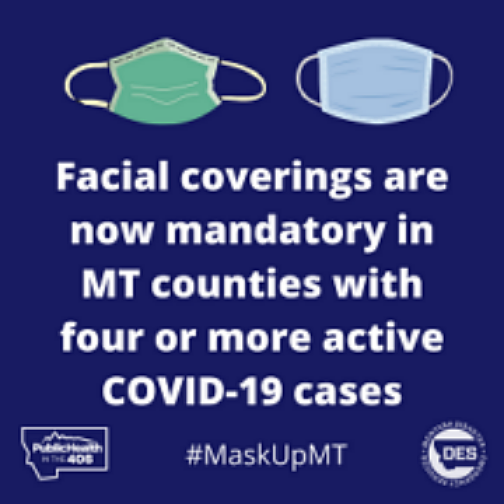 Facial coverings are
now mandatory in
MT counties with
four or more active
COVID-19 cases
PublicHealth
IN THE 406
#MaskUpMT
DES